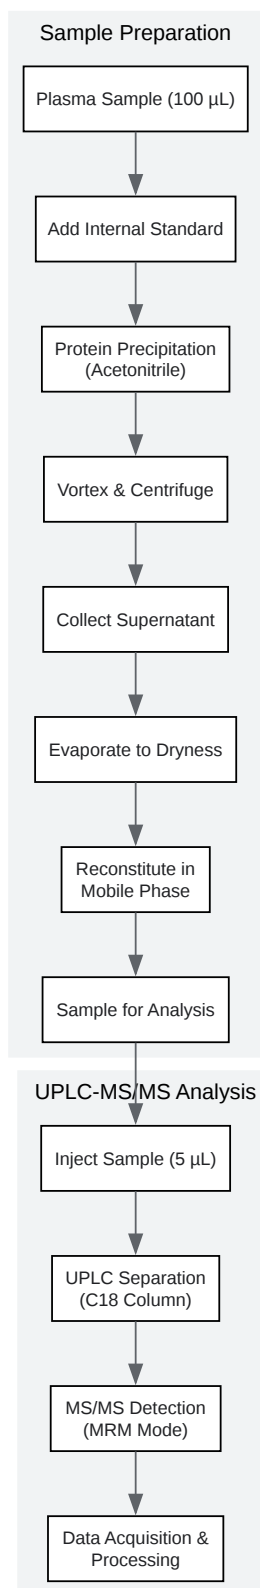 Sample Preparation
Plasma Sample (100 µL)
Add Internal Standard
Protein Precipitation
(Acetonitrile)
Vortex & Centrifuge
Collect Supernatant
Evaporate to Dryness
Reconstitute in
Mobile Phase
Sample for Analysis
UPLC-MS/MS Analysis
Inject Sample (5 µL)
UPLC Separation
(C18 Column)
MS/MS Detection
(MRM Mode)
Data Acquisition &
Processing